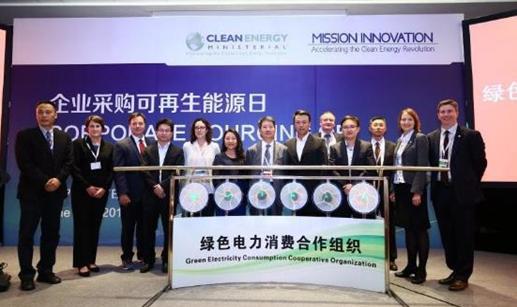 CLEAN ENERGY
MINISTERIAL
MISSION INNOVATION
Accelerating the Clean Energy Revolution
企业采购可再生能源日
CORPORATE SOURCING
绿色
绿色电力消费合作组织
Green Electricity Consumption Cooperative Organization